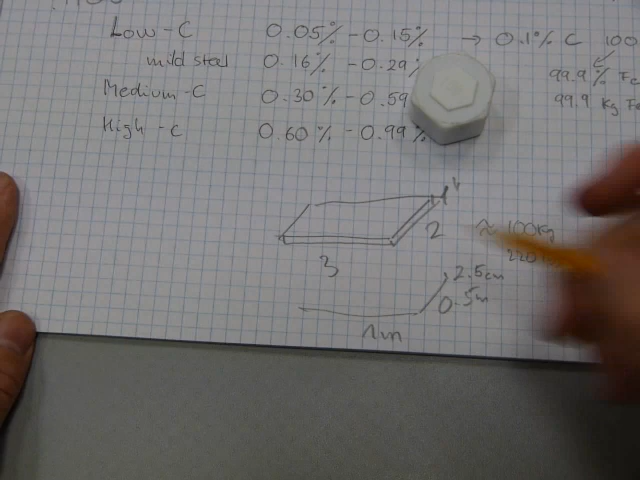 Low-C 0.05% - 0.15% → 0.1% C 100
mild steel 0.16% - 0.29% 99.9 % Fe
Medium-C 0.30% - 0.59 99.9 kg Fe
High-c 0.60% - 0.99%
2 ≈ 100kg
3 220
2.5cm
0.5m
1m